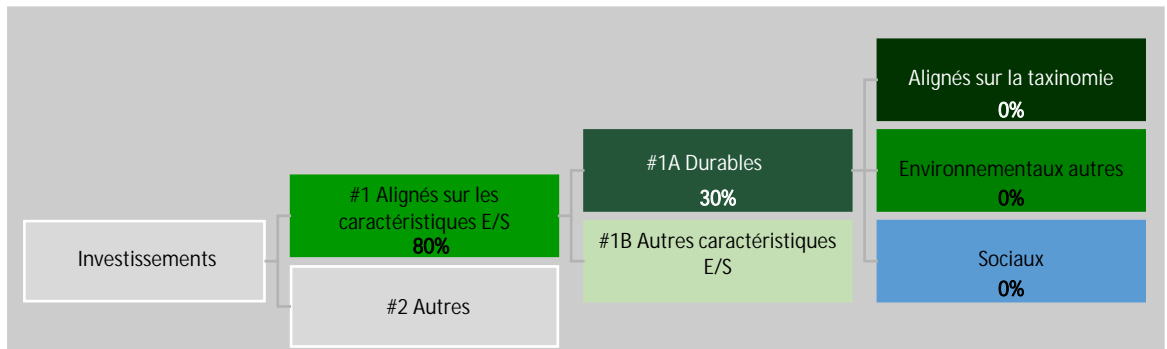 Investissements
#1 Alignés sur les
caractéristiques E/S
80%
#2 Autres
#1A Durables
30%
#1B Autres caractéristiques
E/S
Alignés sur la taxinomie
0%
Environnementaux autres
0%
Sociaux
0%